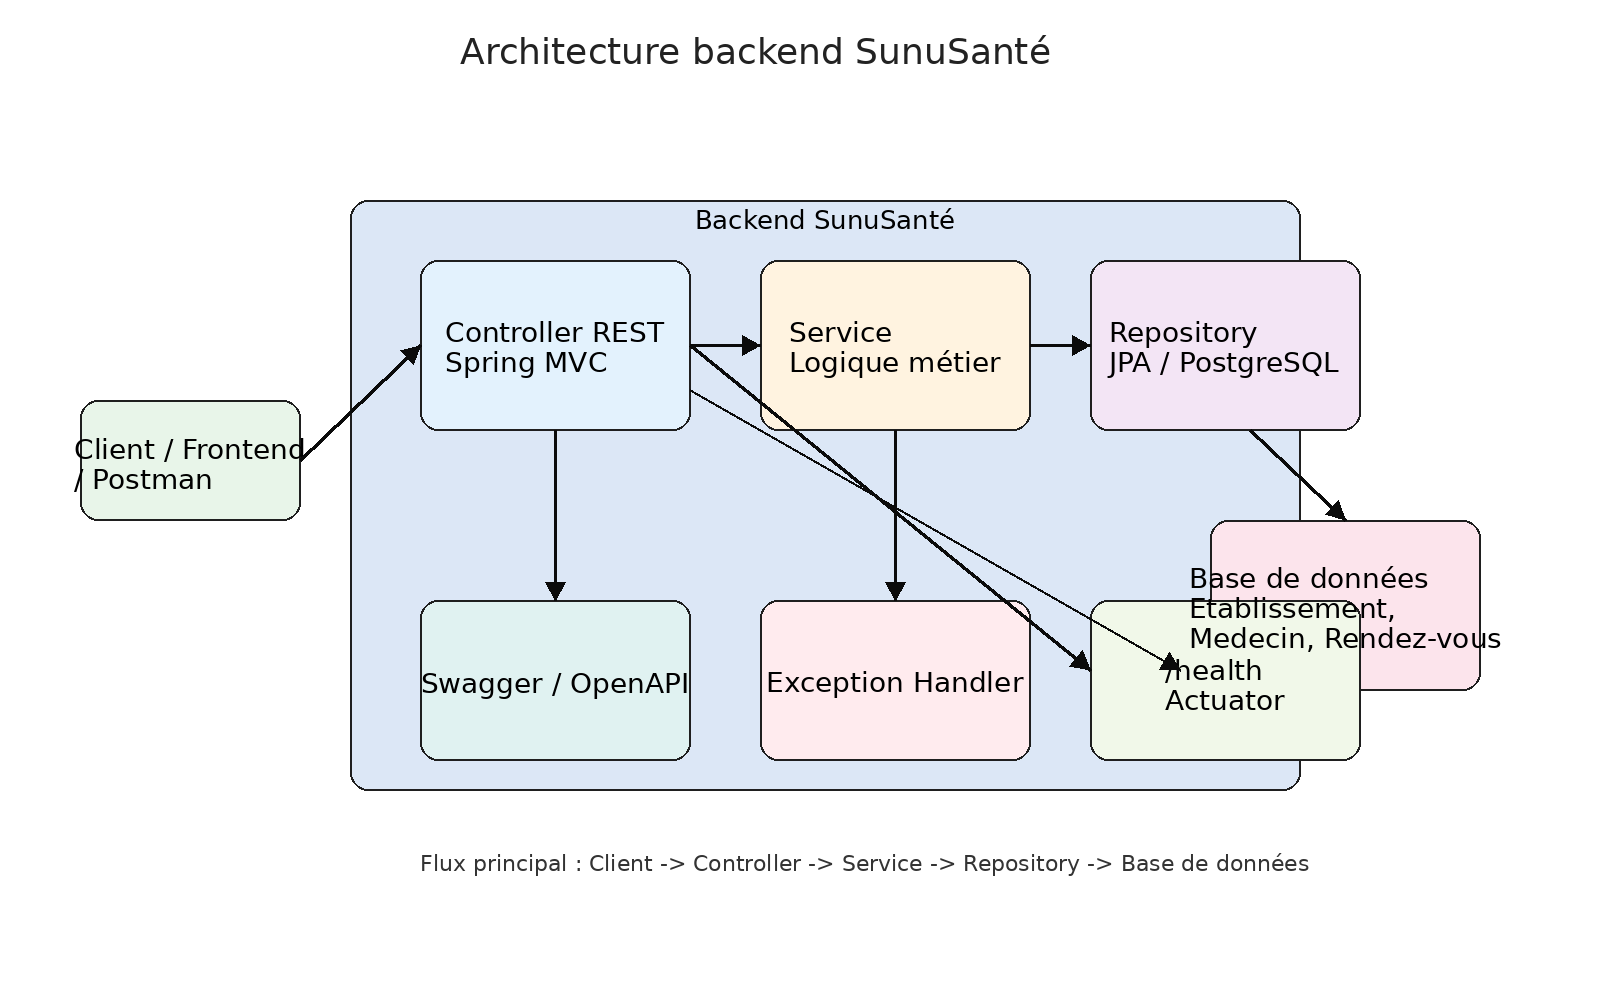 Architecture backend SunuSanté
Backend SunuSanté
Controller REST
Spring MVC
Service
Logique métier
Repository
JPA / PostgreSQL
Client / Frontend
/ Postman
Base de données
Etablissement,
Medecin, Rendez-vous
Swagger / OpenAPI
Exception Handler
/health
Actuator
Flux principal : Client -> Controller -> Service -> Repository -> Base de données